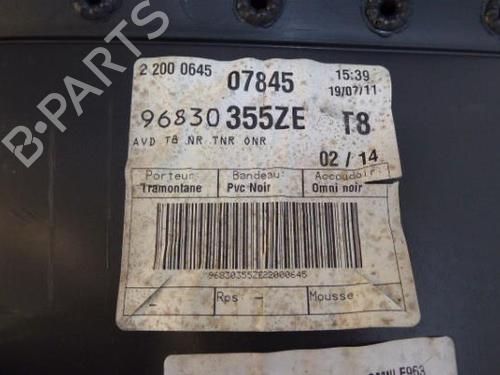 B-PARTS
2 200 0645
07845
15:39
19/07/11
96830 355ZE
T8
AVD T8 NR TNR ONR
02 / 14
Porteur
Tramontane
Bandeau
Pvc Noir
Accoudoir
Omni noir
96830355ZE22000645
-
Rps -
Mousse